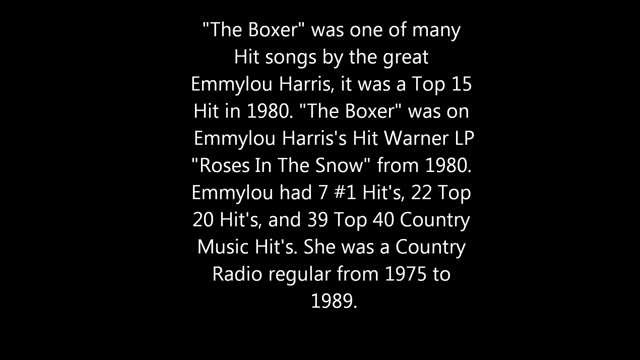 "The Boxer" was one of many
Hit songs by the great
Emmylou Harris, it was a Top 15
Hit in 1980. "The Boxer" was on
Emmylou Harris's Hit Warner LP
"Roses In The Snow" from 1980.
Emmylou had 7 #1 Hit's, 22 Top
20 Hit's, and 39 Top 40 Country
Music Hit's. She was a Country
Radio regular from 1975 to
1989.